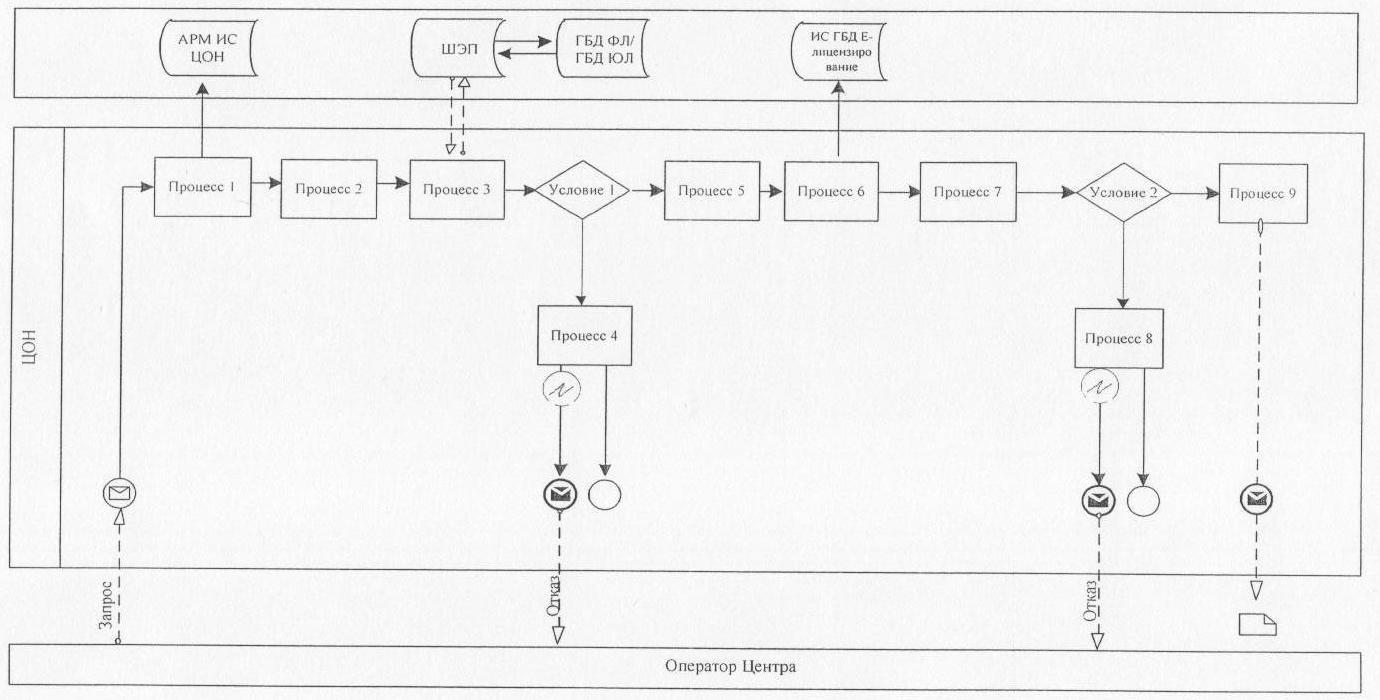 АРМ ИС
ЦОН
ШЭП
ГБД ФЛ/
ГБД ЮЛ
ИС ГБД Е-
лицензиро
вание
ЦОН
Процесс 1
Процесс 2
Процесс 3
Условие 1
Процесс 5
Процесс 6
Процесс 7
Условие 2
Процесс 9
Процесс 4
Процесс 8
Запрос
Отказ
Отказ
Оператор Центра